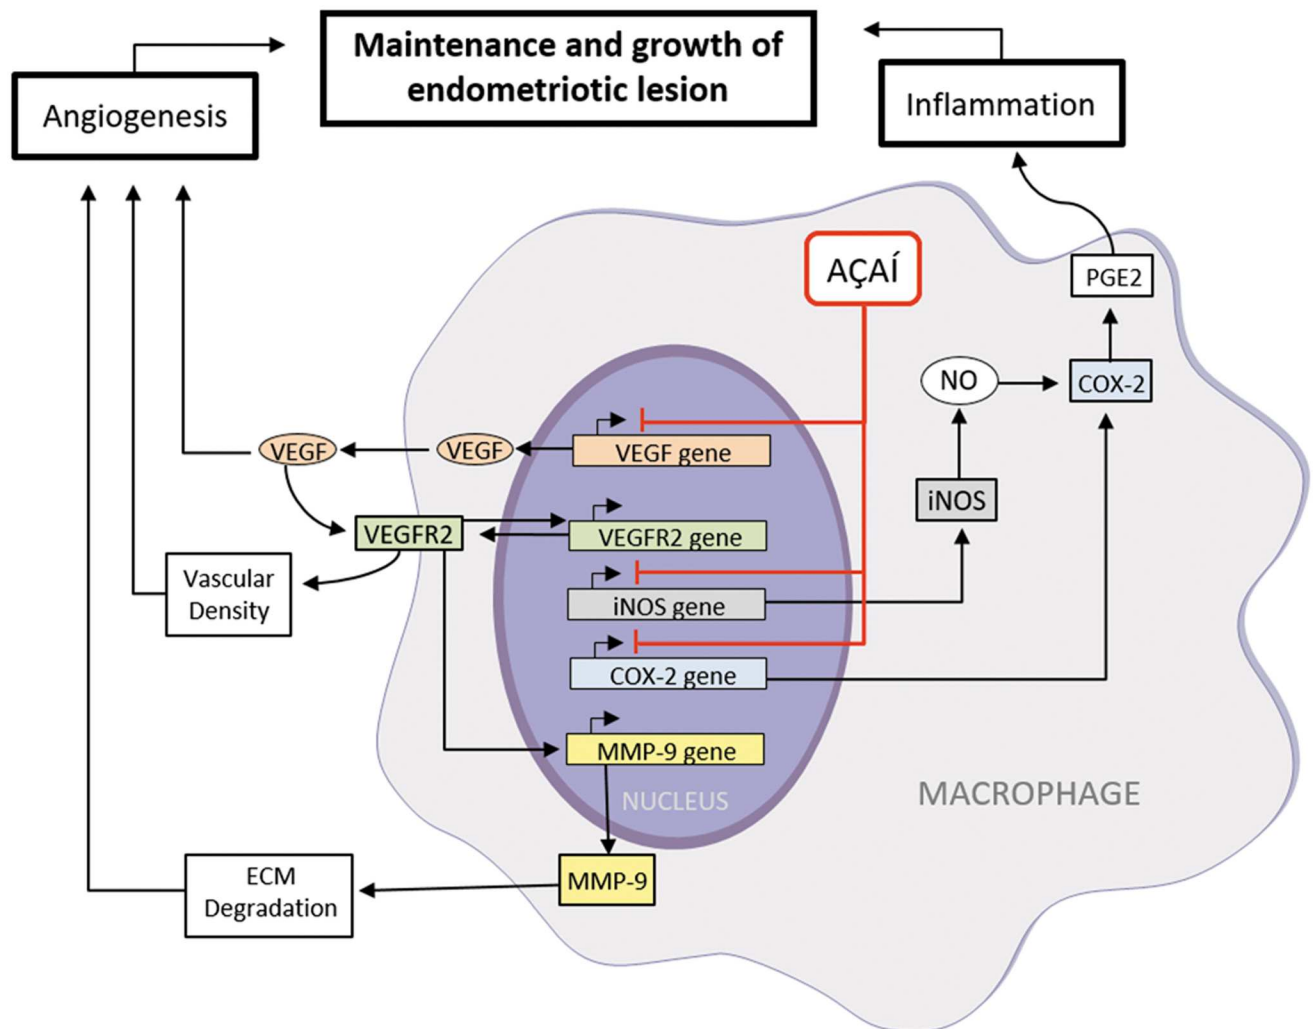 Maintenance and growth of
endometriotic lesion
Angiogenesis
Inflammation
AÇAÍ
PGE2
NO
COX-2
VEGF
VEGF
VEGF gene
iNOS
VEGFR2
VEGFR2 gene
Vascular
Density
iNOS gene
COX-2 gene
MMP-9 gene
NUCLEUS
MACROPHAGE
MMP-9
ECM
Degradation